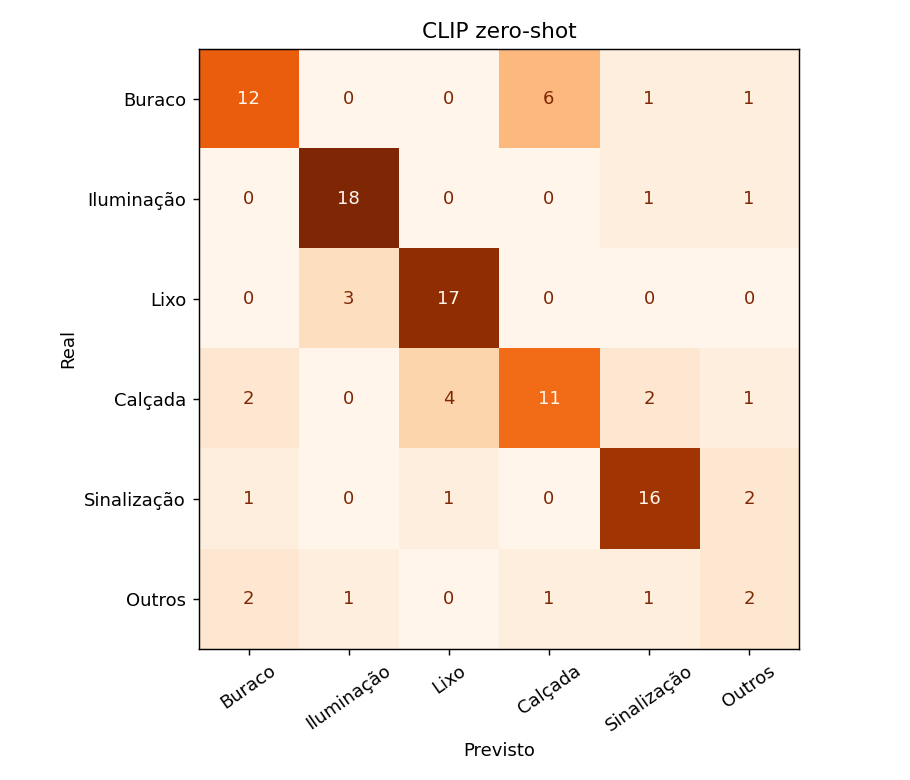 CLIP zero-shot
Buraco 12 0 0 6 1 1
Iluminação 0 18 0 0 1 1
Lixo 0 3 17 0 0 0
Real
Calçada 2 0 4 11 2 1
Sinalização 1 0 1 0 16 2
Outros 2 1 0 1 1 2
Buraco Iluminação Lixo Calçada Sinalização Outros
Previsto